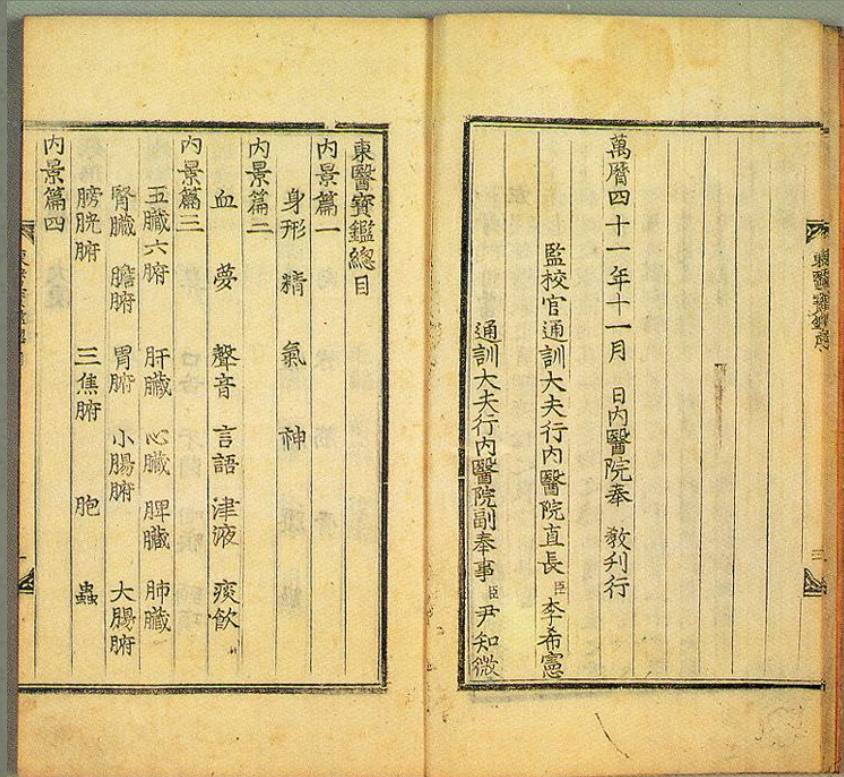 萬曆四十一年十一月 日內醫院奉 敎刋行
監校官通訓大夫行內醫院直長臣李希憲
通訓大夫行內醫院副奉事臣尹知微
東醫寶鑑總目
內景篇一
身形 精 氣 神
內景篇二
血 夢 聲音 言語 津液 痰飮
內景篇三
五臟六腑 肝臟 心臟 脾臟 肺臟
腎臟 膽腑 胃腑 小腸腑 大腸腑
膀胱腑 三焦腑 胞 蟲
內景篇四